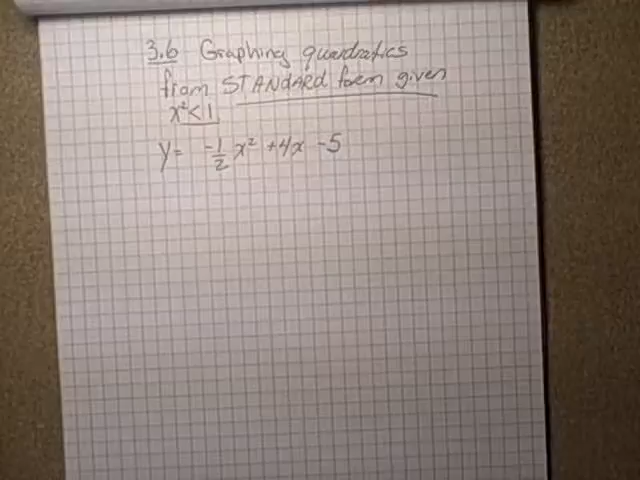 3.6 Graphing quadratics
from STANDARD form given
x² < 1
y = -1/2 x² + 4x - 5